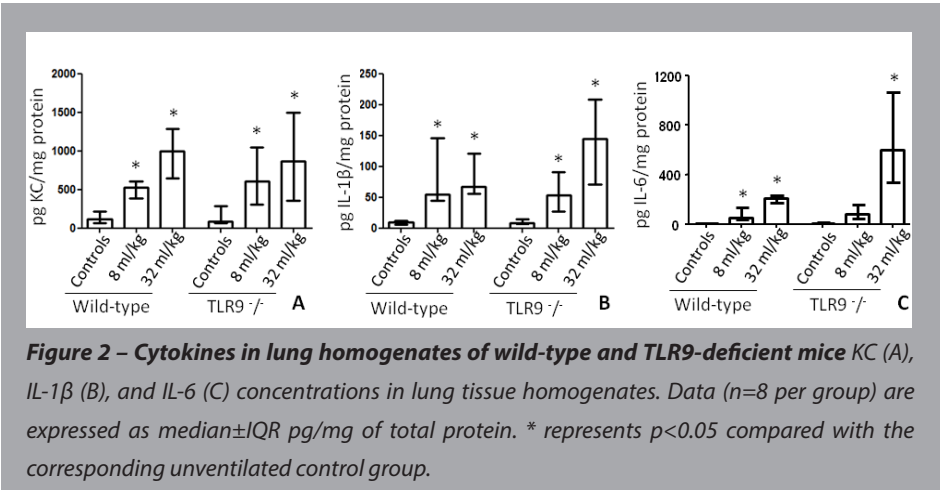 2000
1500
1000
500
0
pg KC/mg protein
* * * *
Controls 8 ml/kg 32 ml/kg Controls 8 ml/kg 32 ml/kg
Wild-type TLR9 -/- A
250
200
150
100
50
0
pg IL-1β/mg protein
* * * *
Controls 8 ml/kg 32 ml/kg Controls 8 ml/kg 32 ml/kg
Wild-type TLR9 -/- B
1200
800
400
0
pg IL-6/mg protein
* * *
Controls 8 ml/kg 32 ml/kg Controls 8 ml/kg 32 ml/kg
Wild-type TLR9 -/- C
Figure 2 – Cytokines in lung homogenates of wild-type and TLR9-deficient mice KC (A),
IL-1β (B), and IL-6 (C) concentrations in lung tissue homogenates. Data (n=8 per group) are
expressed as median±IQR pg/mg of total protein. * represents p<0.05 compared with the
corresponding unventilated control group.